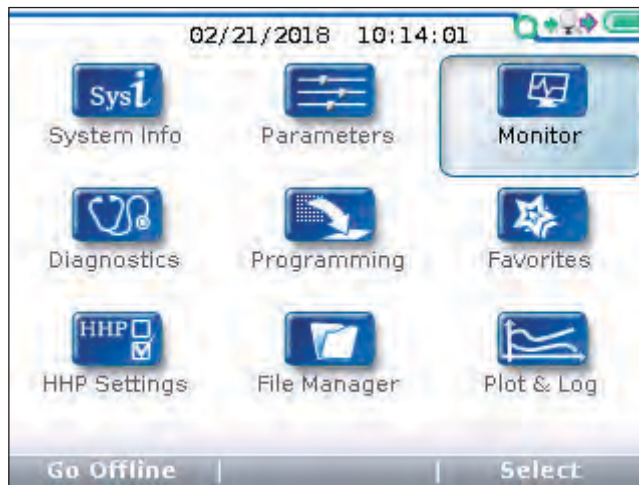 02/21/2018 10:14:01
Sysi
System Info
Parameters
Monitor
Diagnostics
Programming
Favorites
HHP
HHP Settings
File Manager
Plot & Log
Go Offline
Select